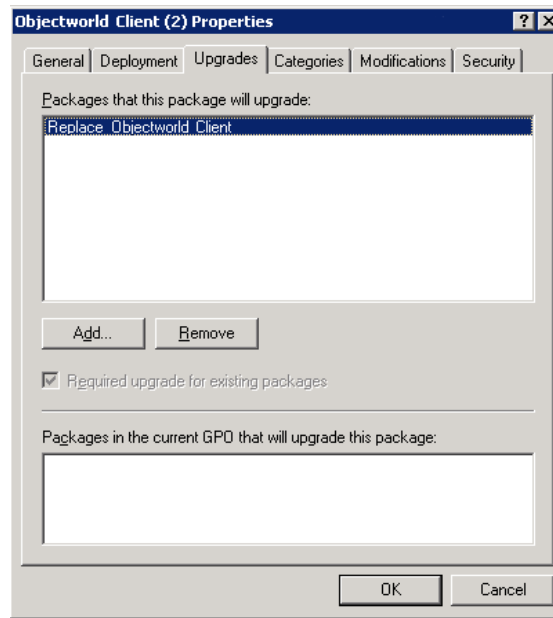 Objectworld Client (2) Properties
General Deployment Upgrades Categories Modifications Security
Packages that this package will upgrade:
Replace Objectworld Client
Add... Remove
Required upgrade for existing packages
Packages in the current GPO that will upgrade this package:
OK Cancel